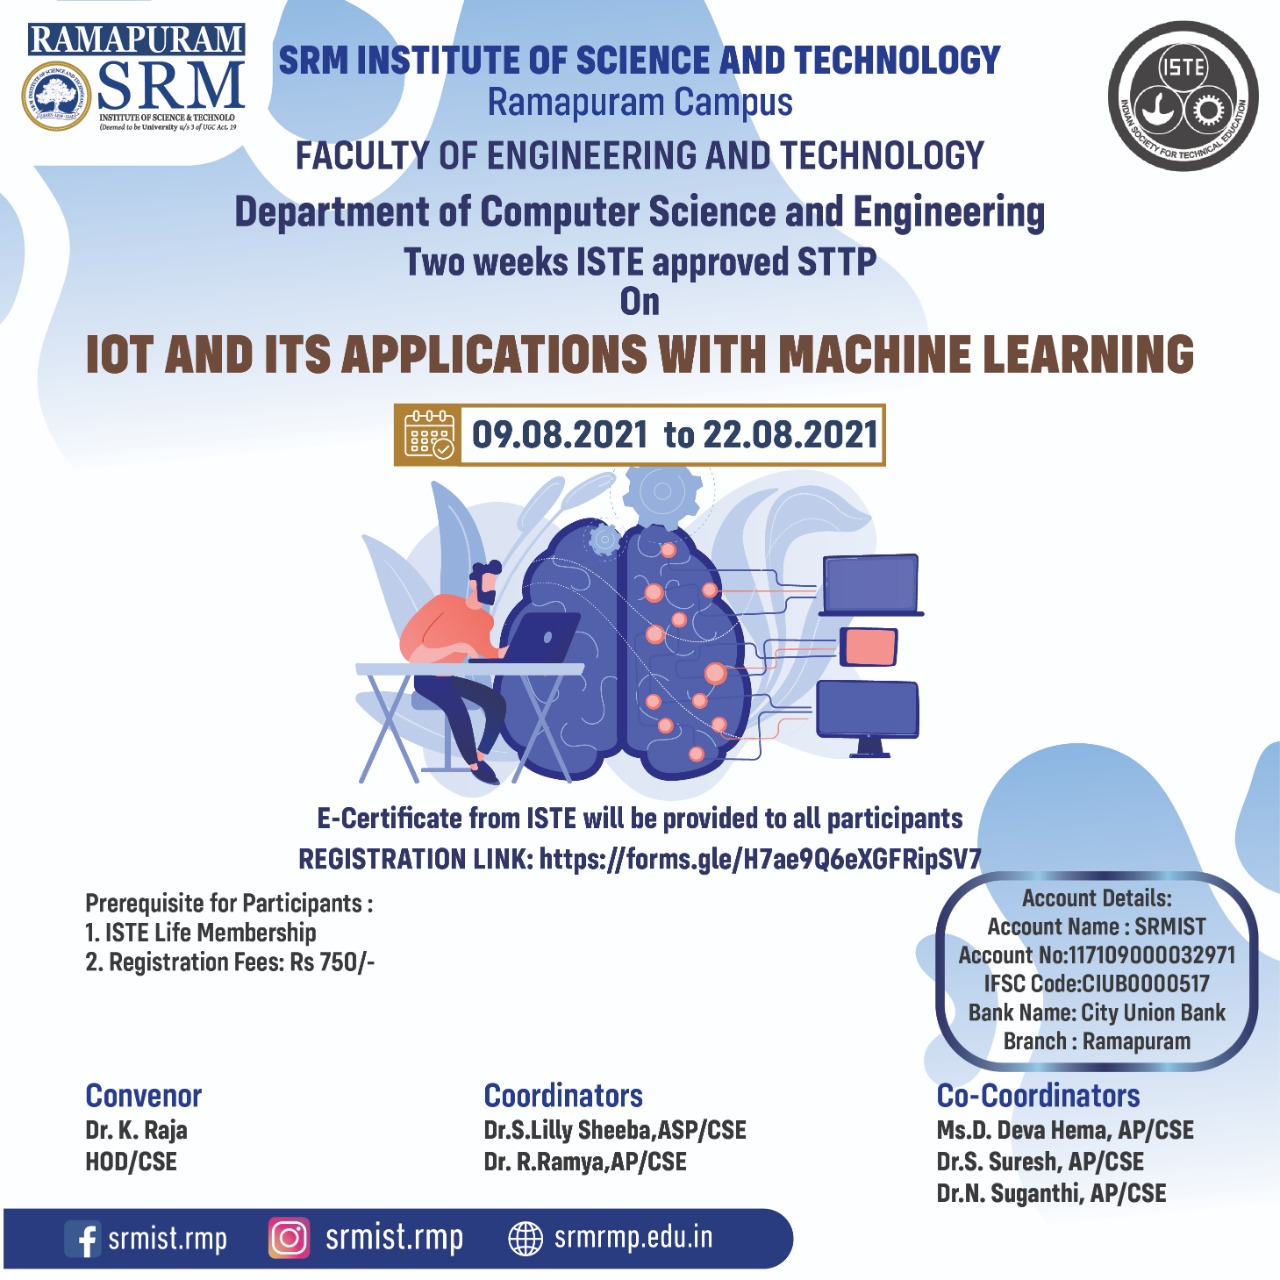 RAMAPURAM
SRM
INSTITUTE OF SCIENCE & TECHNOLO
(Deemed to be University u/s 3 of UGC Act, 19
SRM INSTITUTE OF SCIENCE AND TECHNOLOGY
Ramapuram Campus
ISTE
INDIAN SOCIETY FOR TECHNICAL EDUCATION
FACULTY OF ENGINEERING AND TECHNOLOGY
Department of Computer Science and Engineering
Two weeks ISTE approved STTP
On
IOT AND ITS APPLICATIONS WITH MACHINE LEARNING
09.08.2021 to 22.08.2021
E-Certificate from ISTE will be provided to all participants
REGISTRATION LINK: https://forms.gle/H7ae9Q6eXGFRipSV7
Prerequisite for Participants :
1. ISTE Life Membership
2. Registration Fees: Rs 750/-
Account Details:
Account Name : SRMIST
Account No:117109000032971
IFSC Code:CIUB0000517
Bank Name: City Union Bank
Branch : Ramapuram
Convenor
Dr. K. Raja
HOD/CSE
Coordinators
Dr.S.Lilly Sheeba,ASP/CSE
Dr. R.Ramya,AP/CSE
Co-Coordinators
Ms.D. Deva Hema, AP/CSE
Dr.S. Suresh, AP/CSE
Dr.N. Suganthi, AP/CSE
srmist.rmp
srmist.rmp
srmrmp.edu.in